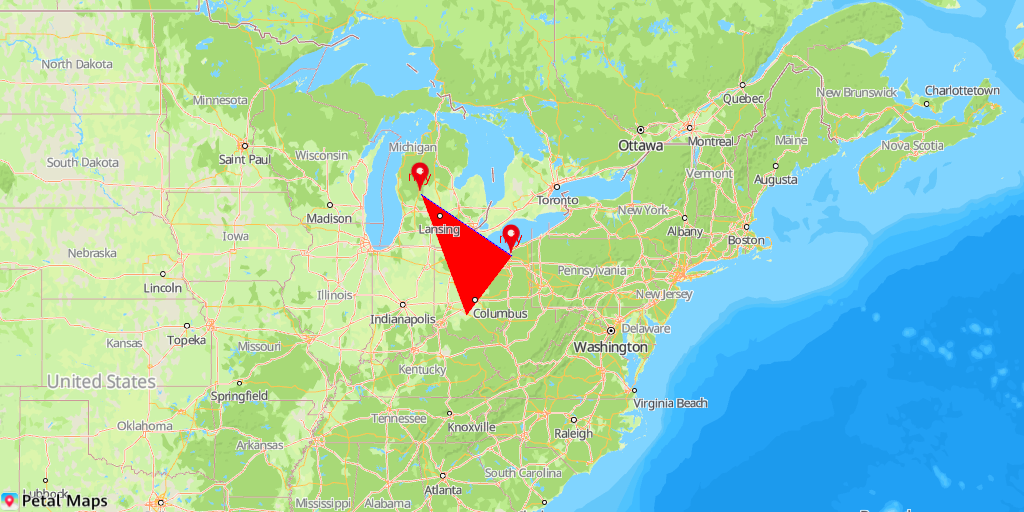 North Dakota
Minnesota
Quebec
New Brunswick
Charlottetown
Saint Paul
Wisconsin
Michigan
Ottawa
Montreal
Maine
Nova Scotia
South Dakota
Vermont
Augusta
Toronto
Madison
Lansing
New York
Albany
Boston
Iowa
Nebraska
Pennsylvania
Lincoln
Illinois
New Jersey
Indianapolis
Columbus
Delaware
Kansas
Topeka
Missouri
Washington
Kentucky
United States
Springfield
Virginia Beach
Tennessee
Oklahoma
Knoxville
Raleigh
Arkansas
South Carolina
Atlanta
Lubbock
Petal Maps
Mississippi
Alabama